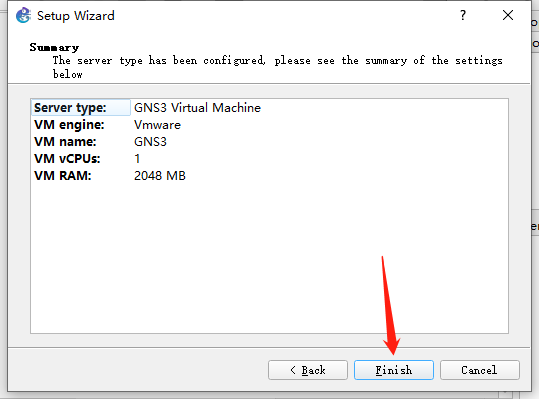 Setup Wizard ?
Summary
The server type has been configured, please see the summary of the settings
below
Server type: GNS3 Virtual Machine
VM engine: Vmware
VM name: GNS3
VM vCPUs: 1
VM RAM: 2048 MB
< Back Finish Cancel